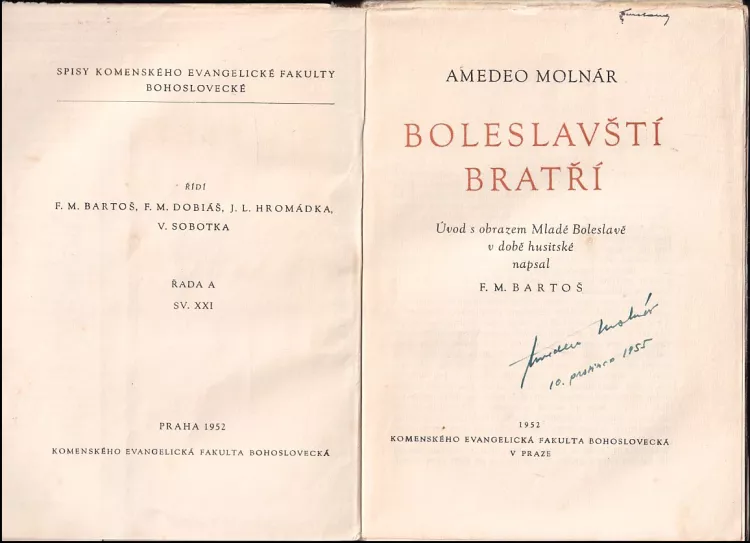 SPISY KOMENSKÉHO EVANGELICKÉ FAKULTY
BOHOSLOVECKÉ
ŘÍDÍ
F. M. BARTOŠ, F. M. DOBIÁŠ, J. L. HROMÁDKA,
V. SOBOTKA
ŘADA A
SV. XXI
PRAHA 1952
KOMENSKÉHO EVANGELICKÁ FAKULTA BOHOSLOVECKÁ
AMEDEO MOLNÁR
BOLESLAVŠTÍ
BRATŘÍ
Úvod s obrazem Mladé Boleslavě
v době husitské
napsal
F. M. BARTOŠ
Amedeo Molnár
10. prosince 1955
1952
KOMENSKÉHO EVANGELICKÁ FAKULTA BOHOSLOVECKÁ
V PRAZE